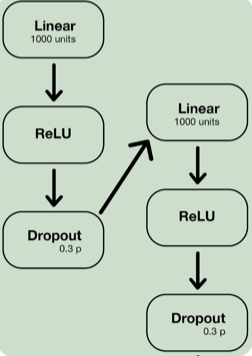 Linear
1000 units
ReLU
Dropout
0.3 p
Linear
1000 units
ReLU
Dropout
0.3 p